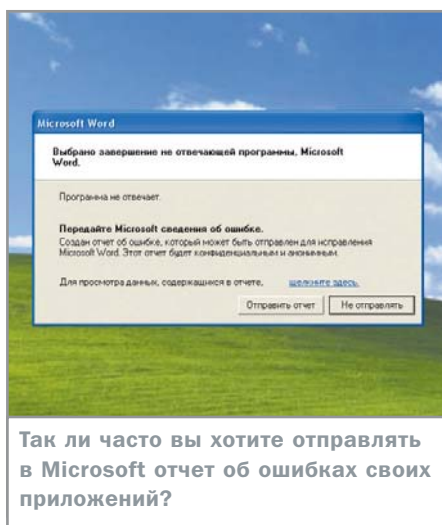 Microsoft Word
Выбрано завершение не отвечающей программы, Microsoft
Word.
Программа не отвечает.
Передайте Microsoft сведения об ошибке.
Создан отчет об ошибке, который может быть отправлен для исправления
Microsoft Word. Этот отчет будет конфиденциальным и анонимным.
Для просмотра данных, содержащихся в отчете, щелкните здесь.
Отправить отчет Не отправлять
Так ли часто вы хотите отправлять
в Microsoft отчет об ошибках своих
приложений?